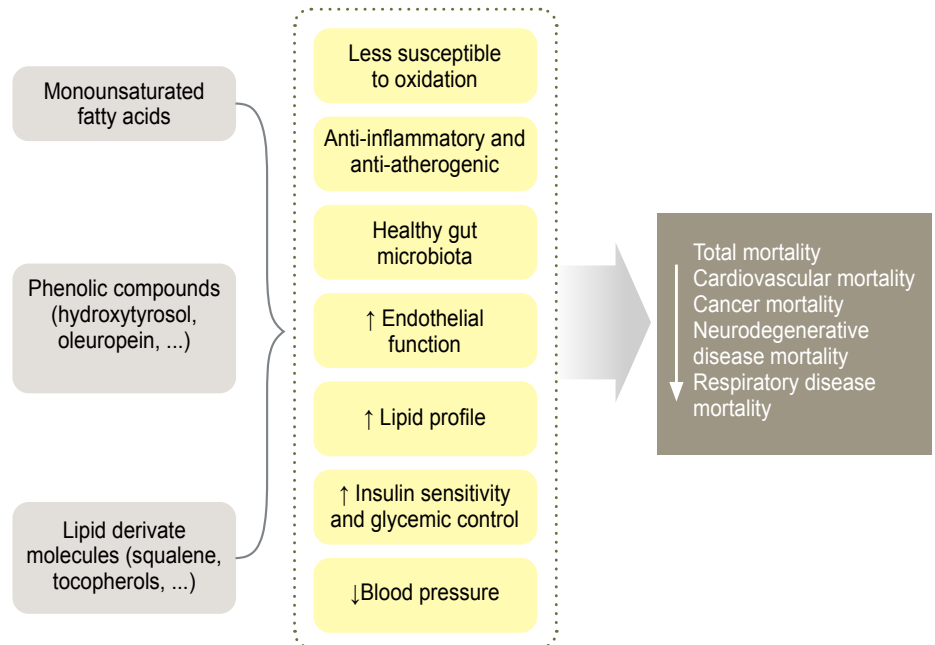 Monounsaturated
fatty acids
Phenolic compounds
(hydroxytyrosol,
oleuropein, ...)
Lipid derivate
molecules (squalene,
tocopherols, ...)
Less susceptible
to oxidation
Anti-inflammatory and
anti-atherogenic
Healthy gut
microbiota
↑ Endothelial
function
↑ Lipid profile
↑ Insulin sensitivity
and glycemic control
↓Blood pressure
Total mortality
Cardiovascular mortality
Cancer mortality
Neurodegenerative
disease mortality
Respiratory disease
mortality